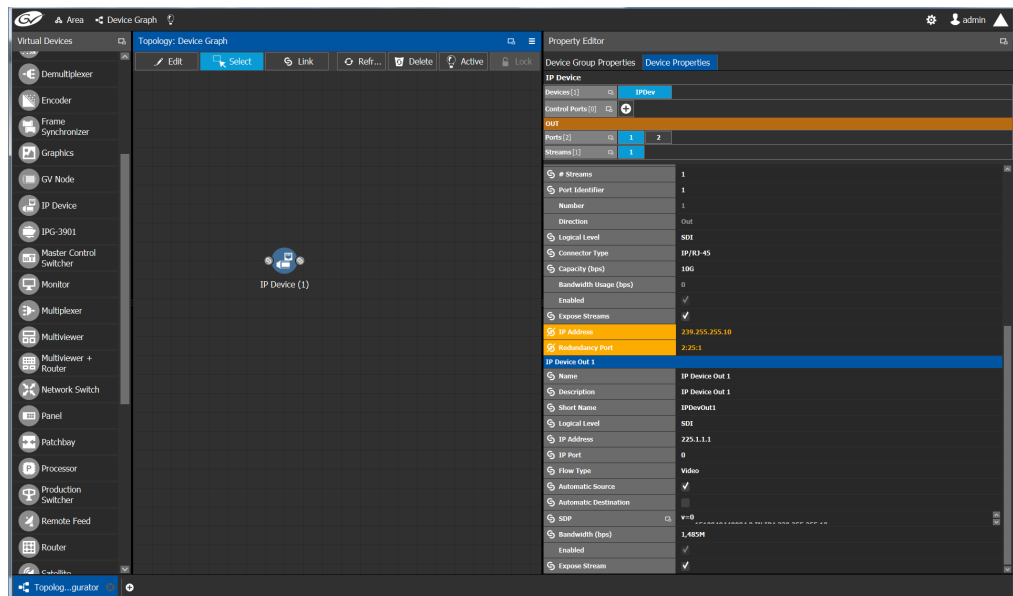 GV Area Device Graph admin
Virtual Devices
Demultiplexer
Encoder
Frame
Synchronizer
Graphics
GV Node
IP Device
IPG-3901
Master Control
Switcher
Monitor
Multiplexer
Multiviewer
Multiviewer +
Router
Network Switch
Panel
Patchbay
P Processor
Production
Switcher
Remote Feed
Router
Satellite
Topology: Device Graph
Edit Select Link Refr... Delete Active Lock
IP Device (1)
Property Editor
Device Group Properties Device Properties
IP Device
Devices[1] IPDev
Control Ports[0]
OUT
Ports[2] 1 2
Streams[1] 1
# Streams 1
Port Identifier 1
Number 1
Direction Out
Logical Level SDI
Connector Type IP/RJ-45
Capacity (bps) 10G
Bandwidth Usage (bps) 0
Enabled
Expose Streams
IP Address 239.255.255.10
Redundancy Port 2:25:1
IP Device Out 1
Name IP Device Out 1
Description IP Device Out 1
Short Name IPDevOut1
Logical Level SDI
IP Address 225.1.1.1
IP Port 0
Flow Type Video
Automatic Source
Automatic Destination
SDP v=0
Bandwidth (bps) 1,485M
Enabled
Expose Stream
Topolog...gurator